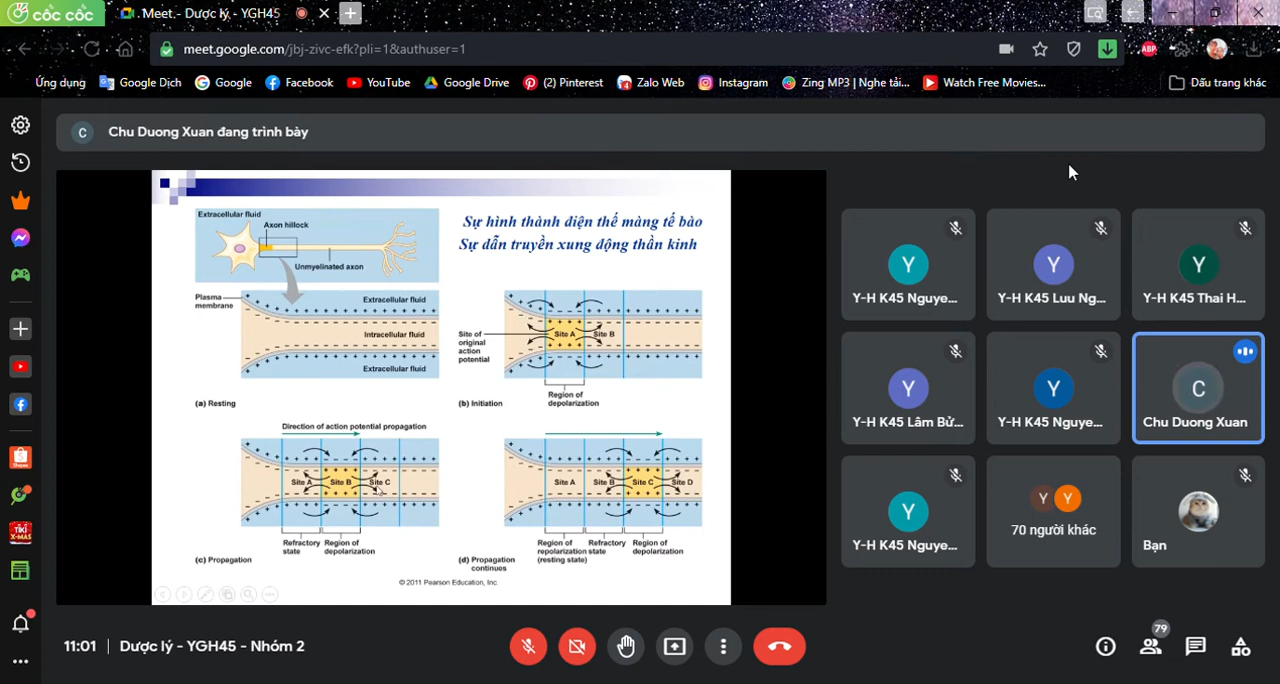 cốc cốc
Meet - Dược lý - YGH45
meet.google.com/jbj-zivc-efk?pli=1&authuser=1
ABP
Ứng dụng
Google Dịch
Google
Facebook
YouTube
Google Drive
(2) Pinterest
Zalo Web
Instagram
Zing MP3 | Nghe tải...
Watch Free Movies...
Dấu trang khác
C
Chu Duong Xuan đang trình bày
Extracellular fluid
Axon hillock
Unmyelinated axon
Sự hình thành điện thế màng tế bào
Sự dẫn truyền xung động thần kinh
Plasma
membrane
Extracellular fluid
Intracellular fluid
Extracellular fluid
(a) Resting
Site of
original
action
potential
Site A
Site B
Region of
depolarization
(b) Initiation
Direction of action potential propagation
Site A
Site B
Site C
Refractory
state
Region of
depolarization
(c) Propagation
Site A
Site B
Site C
Site D
Region of
repolarization
(resting state)
Refractory
state
Region of
depolarization
(d) Propagation
continues
© 2011 Pearson Education, Inc.
Y
Y-H K45 Nguye...
Y
Y-H K45 Luu Ng...
Y
Y-H K45 Thai H...
Y
Y-H K45 Lâm Bử...
Y
Y-H K45 Nguye...
C
Chu Duong Xuan
Y
Y-H K45 Nguye...
Y Y
70 người khác
Bạn
Shopee
TIKI
X-MAS
11:01
Dược lý - YGH45 - Nhóm 2
79